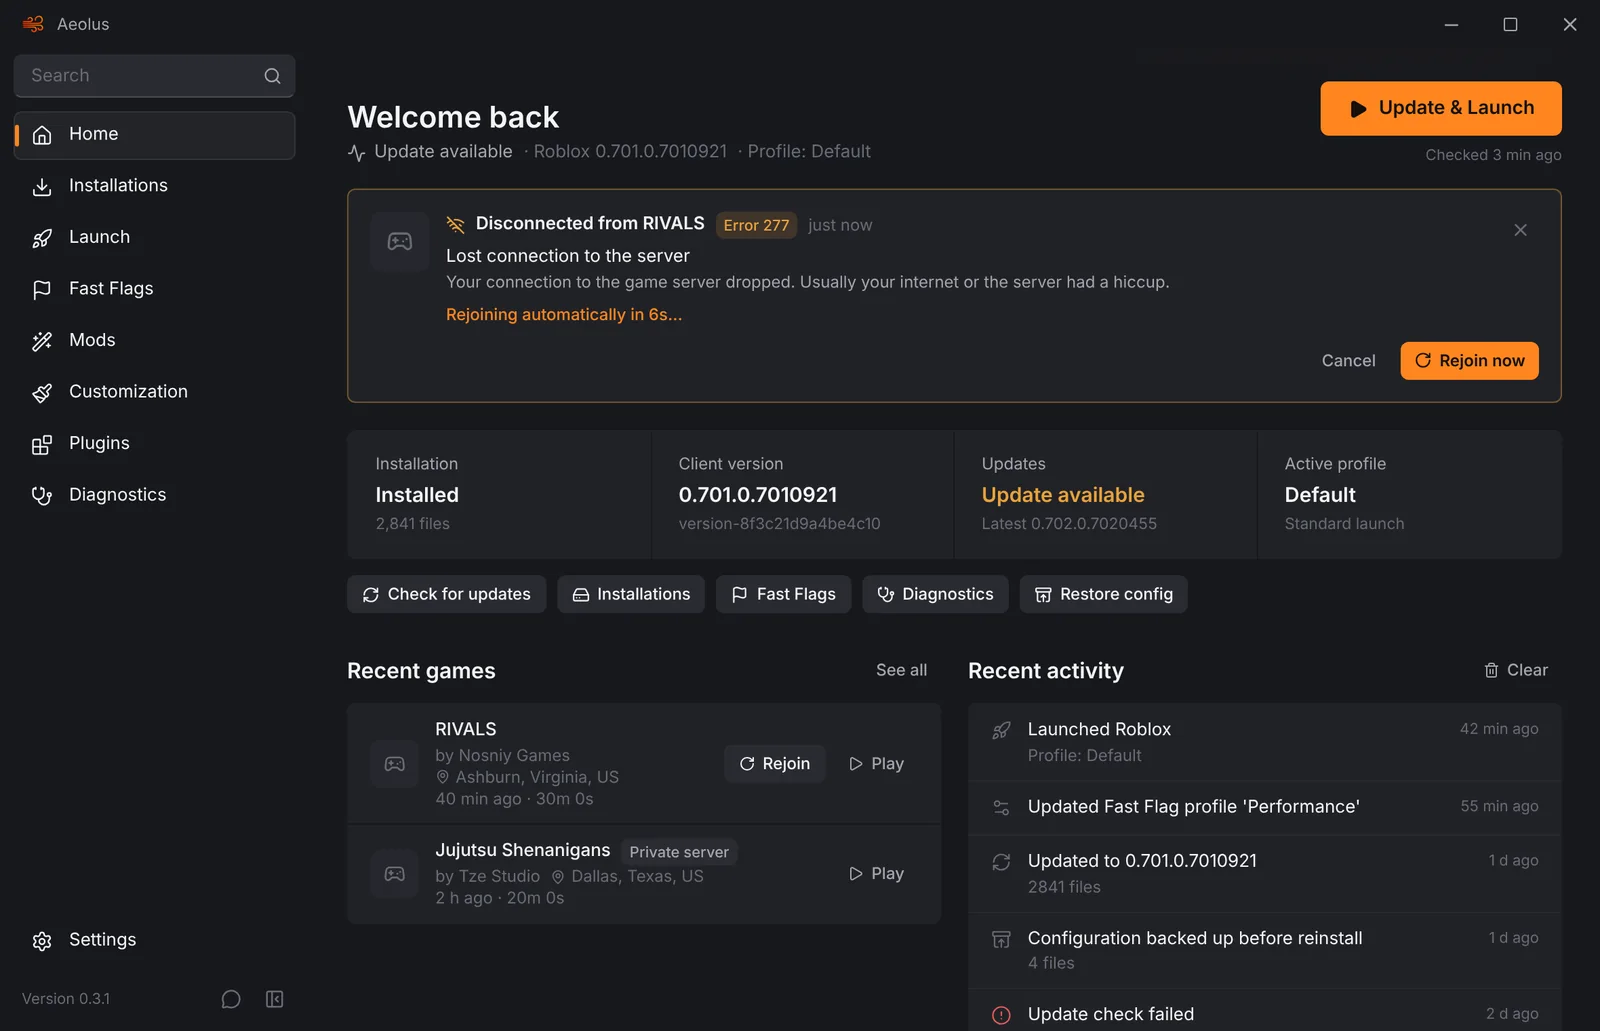 Aeolus
Search
Home
Installations
Launch
Fast Flags
Mods
Customization
Plugins
Diagnostics
Settings
Version 0.3.1
Welcome back
Update available · Roblox 0.701.0.7010921 · Profile: Default
Update & Launch
Checked 3 min ago
Disconnected from RIVALS Error 277 just now
Lost connection to the server
Your connection to the game server dropped. Usually your internet or the server had a hiccup.
Rejoining automatically in 6s...
Cancel
Rejoin now
Installation
Installed
2,841 files
Client version
0.701.0.7010921
version-8f3c21d9a4be4c10
Updates
Update available
Latest 0.702.0.7020455
Active profile
Default
Standard launch
Check for updates
Installations
Fast Flags
Diagnostics
Restore config
Recent games
See all
RIVALS
by Nosniy Games
Ashburn, Virginia, US
40 min ago · 30m 0s
Rejoin
Play
Jujutsu Shenanigans Private server
by Tze Studio Dallas, Texas, US
2 h ago · 20m 0s
Play
Recent activity
Clear
Launched Roblox 42 min ago
Profile: Default
Updated Fast Flag profile 'Performance' 55 min ago
Updated to 0.701.0.7010921 1 d ago
2841 files
Configuration backed up before reinstall 1 d ago
4 files
Update check failed 2 d ago